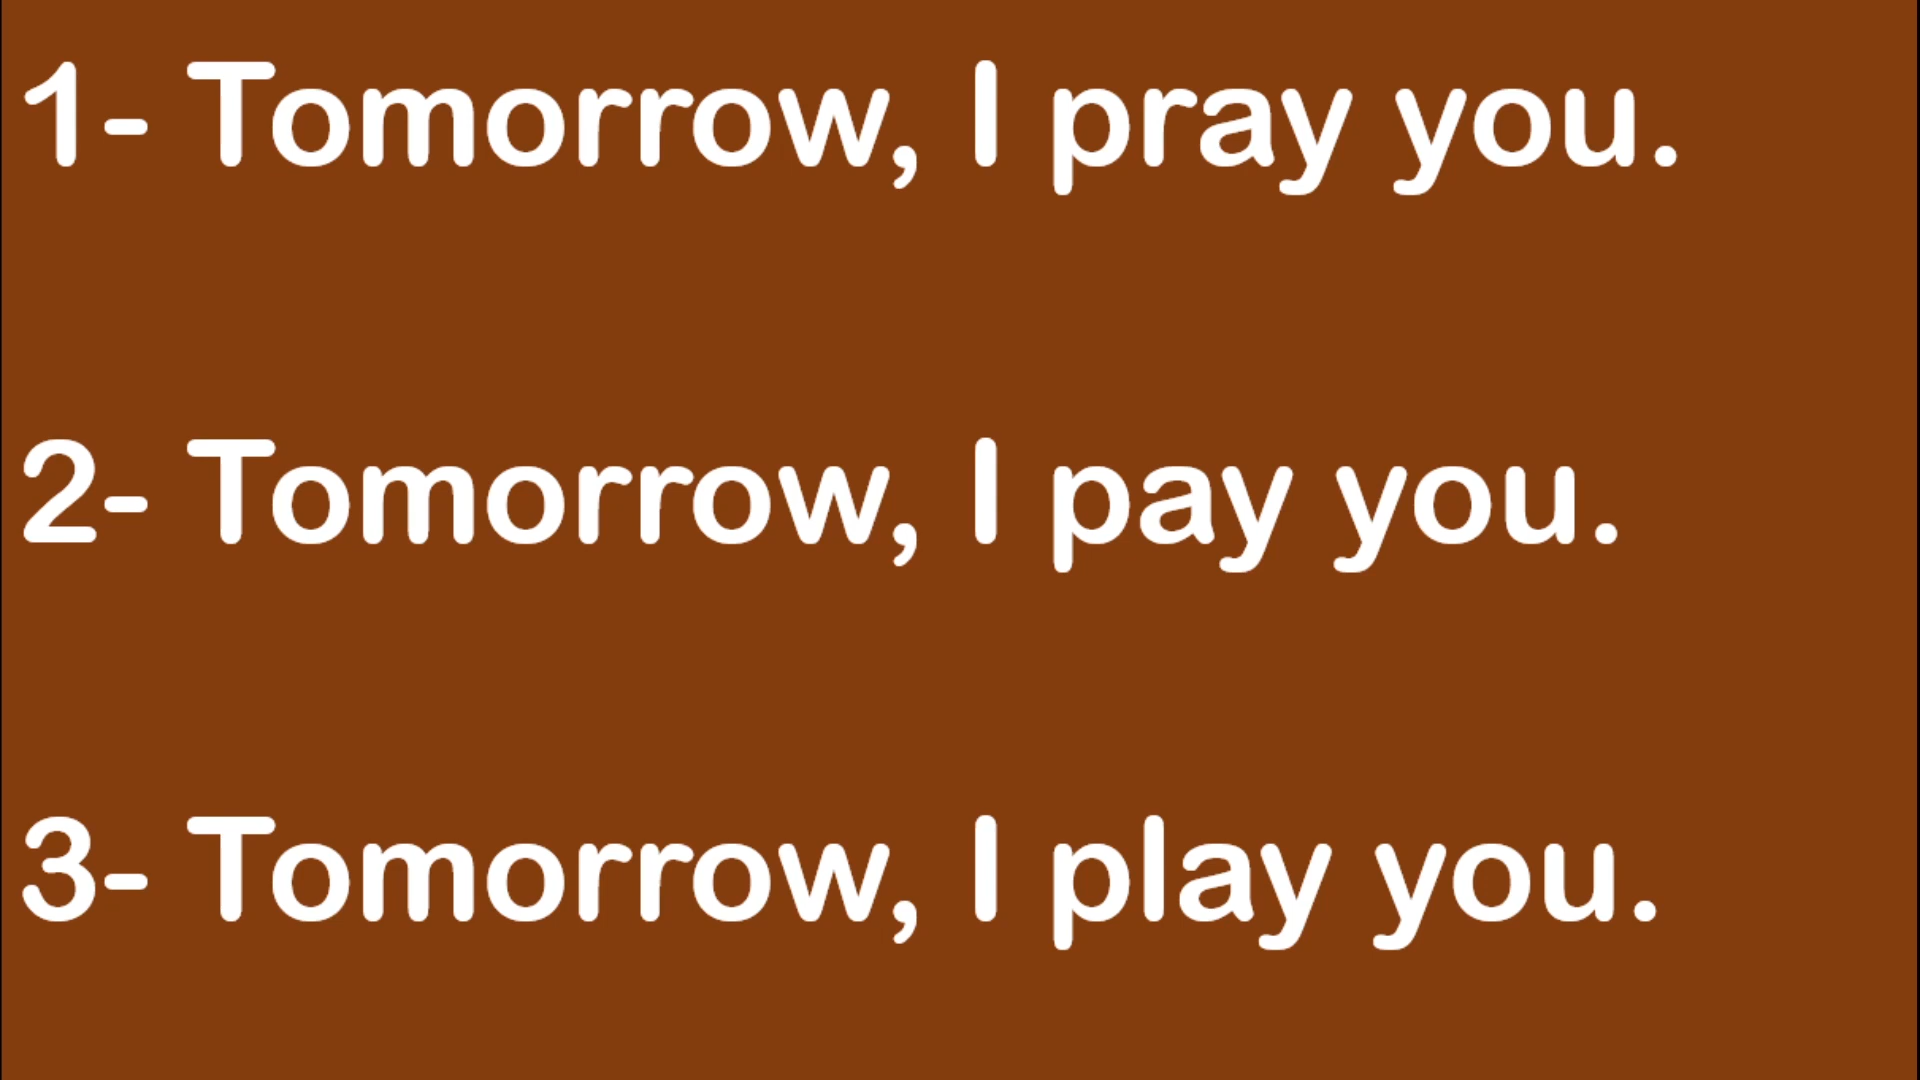 1- Tomorrow, I pray you.
2- Tomorrow, I pay you.
3- Tomorrow, I play you.